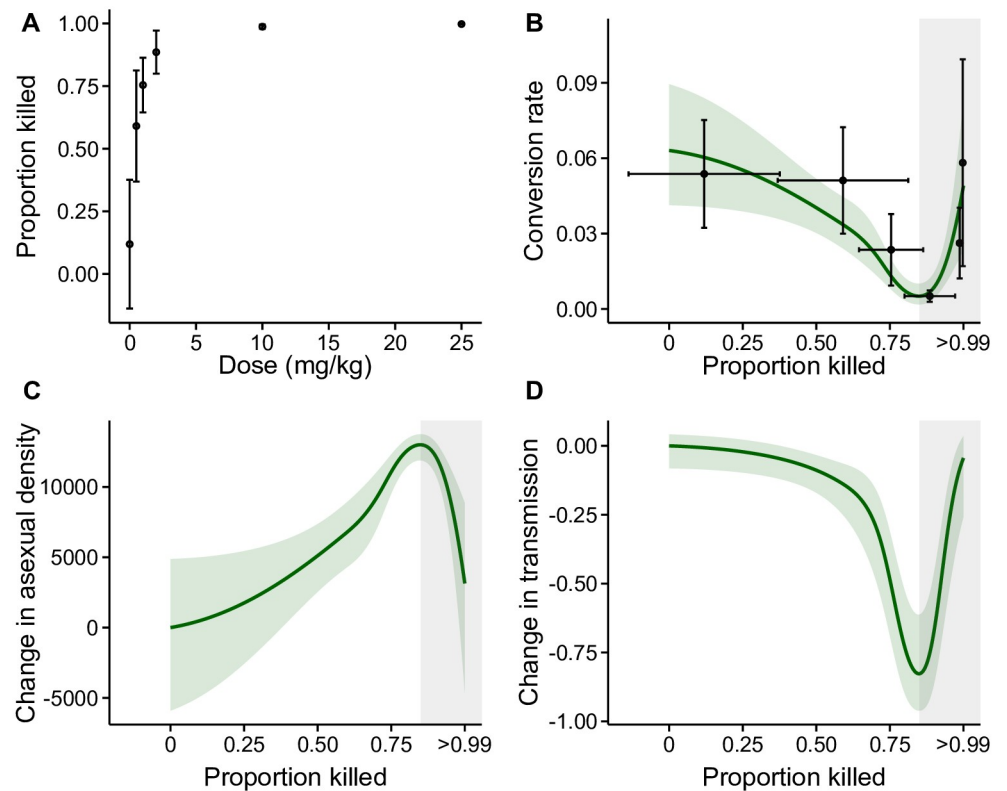 A
Proportion killed
1.00
0.75
0.50
0.25
0.00
0 5 10 15 20 25
Dose (mg/kg)
B
Conversion rate
0.09
0.06
0.03
0.00
0 0.25 0.50 0.75 >0.99
Proportion killed
C
Change in asexual density
10000
5000
0
-5000
0 0.25 0.50 0.75 >0.99
Proportion killed
D
Change in transmission
0.00
-0.25
-0.50
-0.75
-1.00
0 0.25 0.50 0.75 >0.99
Proportion killed